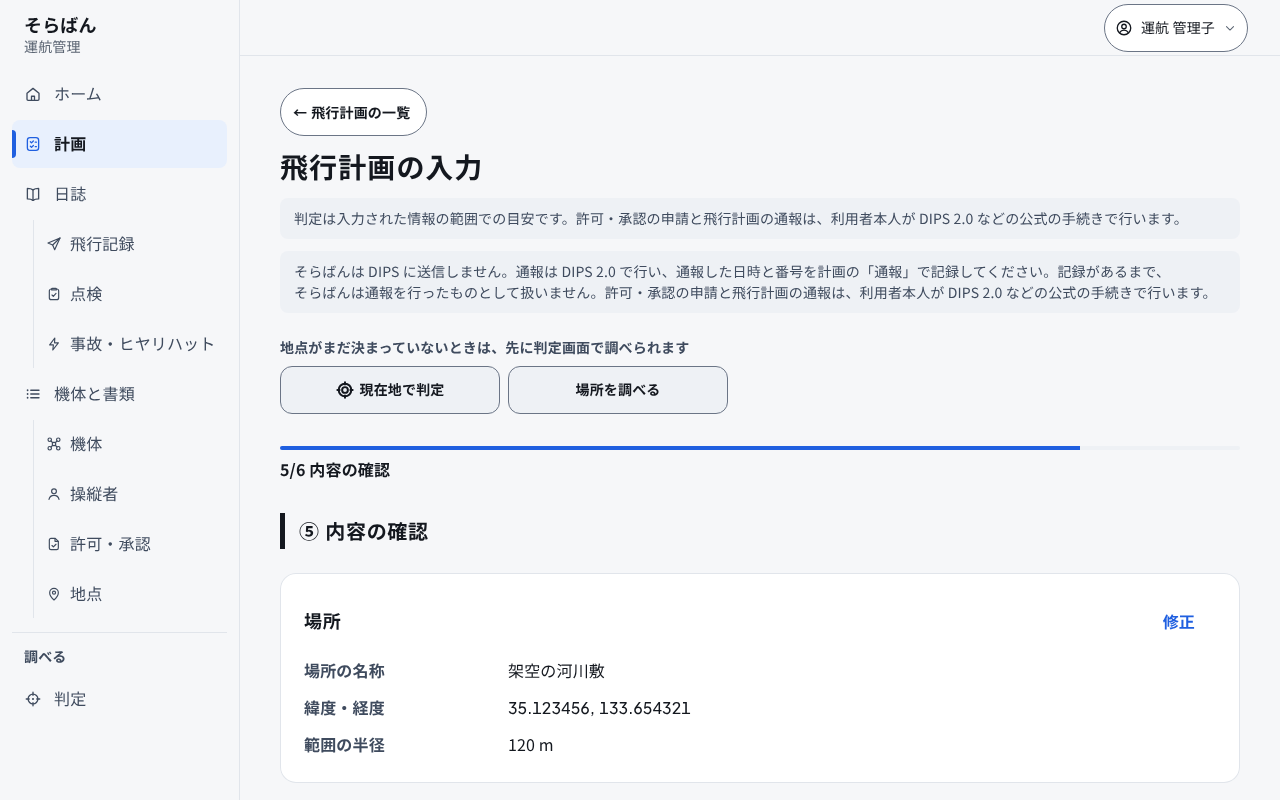 そらばん
運航管理
運航 管理子
ホーム
計画
日誌
飛行記録
点検
事故・ヒヤリハット
機体と書類
機体
操縦者
許可・承認
地点
調べる
判定
← 飛行計画の一覧
飛行計画の入力
判定は入力された情報の範囲での目安です。許可・承認の申請と飛行計画の通報は、利用者本人が DIPS 2.0 などの公式の手続きで行います。
そらばんは DIPS に送信しません。通報は DIPS 2.0 で行い、通報した日時と番号を計画の「通報」で記録してください。記録があるまで、
そらばんは通報を行ったものとして扱いません。許可・承認の申請と飛行計画の通報は、利用者本人が DIPS 2.0 などの公式の手続きで行います。
地点がまだ決まっていないときは、先に判定画面で調べられます
現在地で判定
場所を調べる
5/6 内容の確認
⑤ 内容の確認
場所
修正
場所の名称 架空の河川敷
緯度・経度 35.123456, 133.654321
範囲の半径 120 m